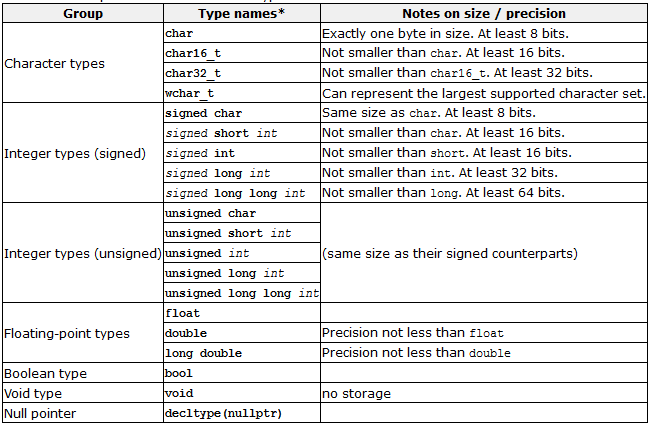 Group Type names* Notes on size / precision
Character types
char Exactly one byte in size. At least 8 bits.
char16_t Not smaller than char. At least 16 bits.
char32_t Not smaller than char16_t. At least 32 bits.
wchar_t Can represent the largest supported character set.
Integer types (signed)
signed char Same size as char. At least 8 bits.
signed short int Not smaller than char. At least 16 bits.
signed int Not smaller than short. At least 16 bits.
signed long int Not smaller than int. At least 32 bits.
signed long long int Not smaller than long. At least 64 bits.
Integer types (unsigned)
unsigned char
unsigned short int
unsigned int
unsigned long int
unsigned long long int
(same size as their signed counterparts)
Floating-point types
float
double Precision not less than float
long double Precision not less than double
Boolean type bool
Void type void no storage
Null pointer decltype(nullptr)